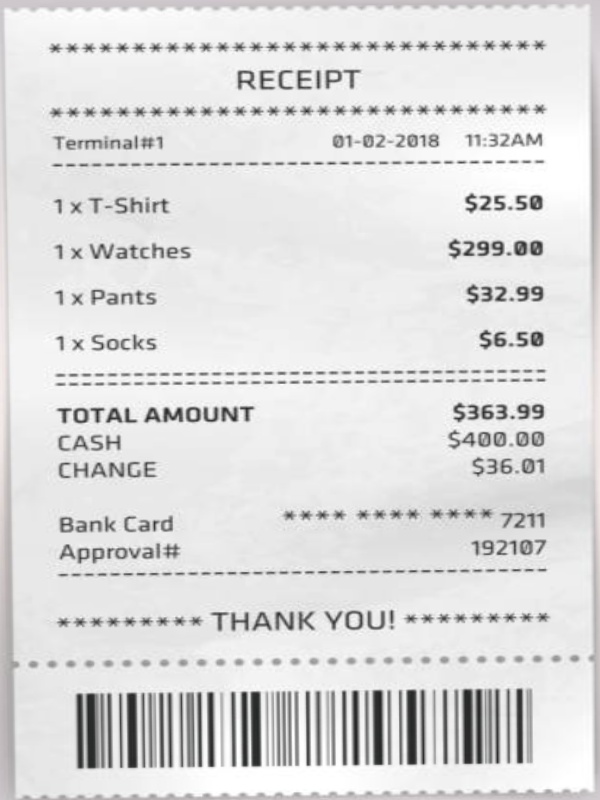 ******************************
RECEIPT
******************************
Terminal#1 01-02-2018 11:32AM
1 x T-Shirt $25.50
1 x Watches $299.00
1 x Pants $32.99
1 x Socks $6.50
TOTAL AMOUNT $363.99
CASH $400.00
CHANGE $36.01
Bank Card **** **** **** 7211
Approval# 192107
********* THANK YOU! *********